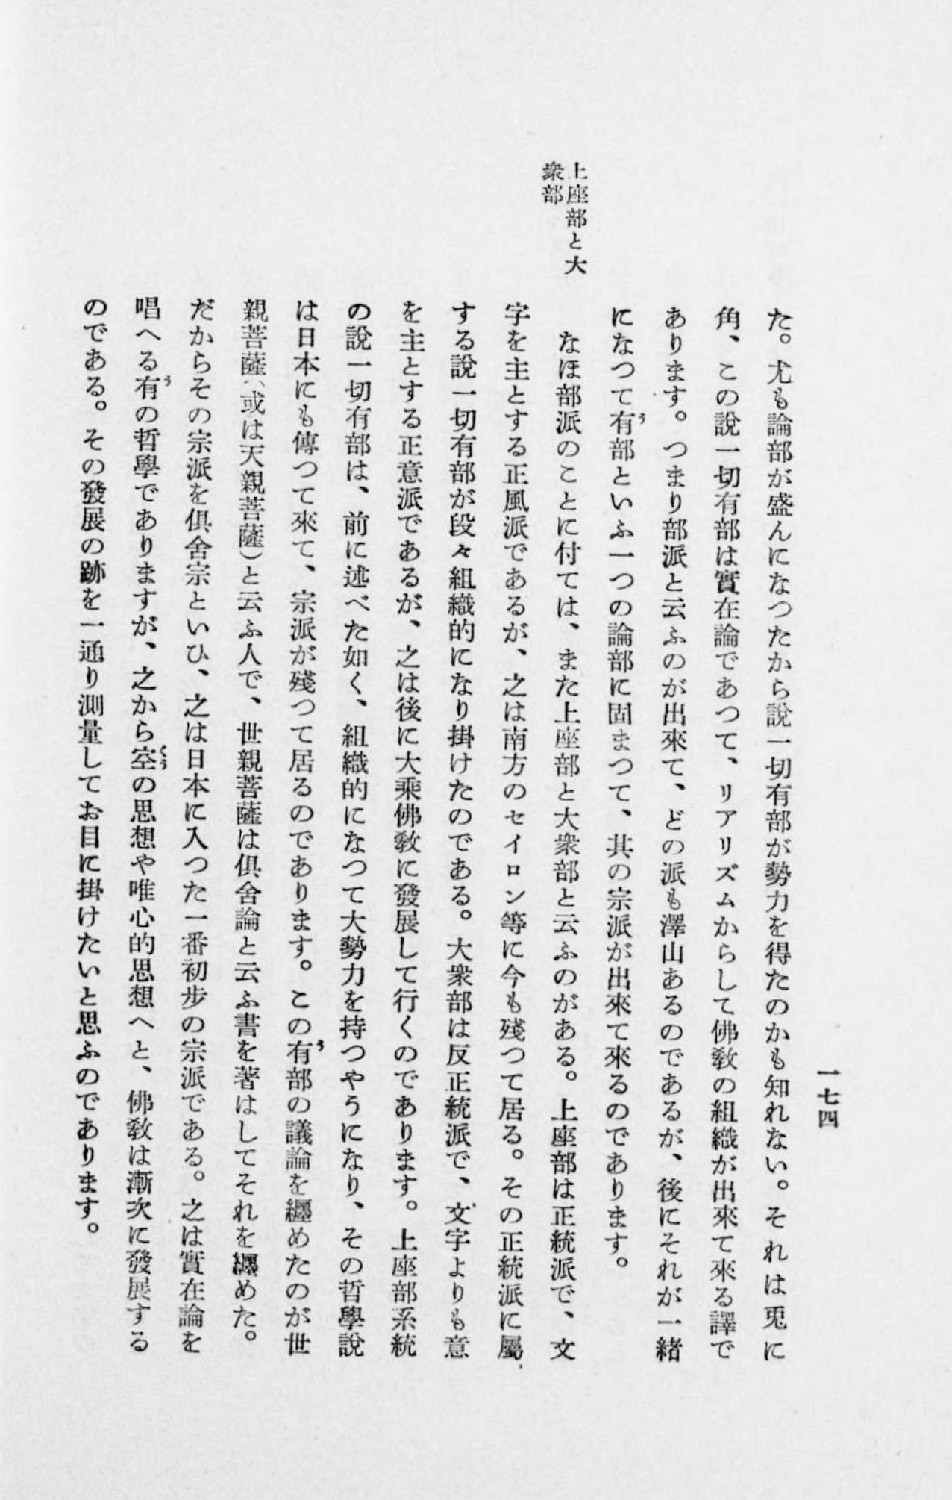 一七四
た。尤も論部が盛んになつたから說一切有部が勢力を得たのかも知れない。それは兎に
角、この說一切有部は實在論であつて、リアリズムからして佛敎の組織が出來て來る譯で
あります。つまり部派と云ふのが出來て、どの派も澤山あるのであるが、後にそれが一緖
になつて有部といふ一つの論部に固まつて、其の宗派が出來て來るのであります。
上座部と大
衆部
なほ部派のことに付ては、また上座部と大衆部と云ふのがある。上座部は正統派で、文
字を主とする正風派であるが、之は南方のセイロン等に今も殘つて居る。その正統派に屬
する說一切有部が段々組織的になり掛けたのである。大衆部は反正統派で、文字よりも意
を主とする正意派であるが、之は後に大乘佛敎に發展して行くのであります。上座部系統
の說一切有部は、前に述べた如く、組織的になつて大勢力を持つやうになり、その哲學說
は日本にも傳つて來て、宗派が殘つて居るのであります。この有部の議論を纒めたのが世
親菩薩(或は天親菩薩)と云ふ人で、世親菩薩は俱舍論と云ふ書を著はしてそれを纒めた。
だからその宗派を俱舍宗といひ、之は日本に入つた一番初步の宗派である。之は實在論を
唱へる有の哲學でありますが、之から空の思想や唯心的思想へと、佛敎は漸次に發展する
のである。その發展の跡を一通り測量してお目に掛けたいと思ふのであります。